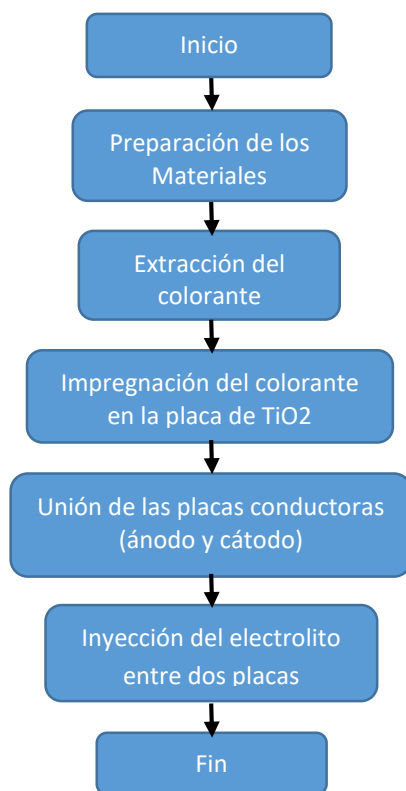 Inicio
Preparación de los
Materiales
Extracción del
colorante
Impregnación del colorante
en la placa de TiO2
Unión de las placas conductoras
(ánodo y cátodo)
Inyección del electrolito
entre dos placas
Fin